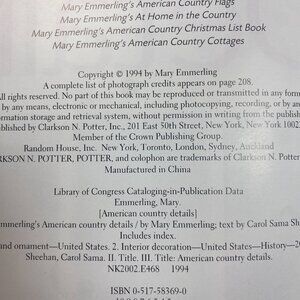 Mary Emmerling's American Country Flags
Mary Emmerling's At Home in the Country
Mary Emmerling's American Country Christmas List Book
Mary Emmerling's American Country Cottages
Copyright © 1994 by Mary Emmerling
A complete list of photograph credits appears on page 208.
All rights reserved. No part of this book may be reproduced or transmitted in any form
by any means, electronic or mechanical, including photocopying, recording, or by an
formation storage and retrieval system, without permission in writing from the publish
ublished by Clarkson N. Potter, Inc., 201 East 50th Street, New York, New York 1002
Member of the Crown Publishing Group.
Random House, Inc. New York, Toronto, London, Sydney, Auckland
RKSON N. POTTER, POTTER, and colophon are trademarks of Clarkson N. Potter
Manufactured in China
Library of Congress Cataloging-in-Publication Data
Emmerling, Mary.
[American country details]
mmerling's American country details / by Mary Emmerling; text by Carol Sama She
Includes index.
and ornament—United States. 2. Interior decoration—United States—History—20
Sheehan, Carol Sama. II. Title. III. Title: American country details.
NK2002.E468 1994
ISBN 0-517-58369-0